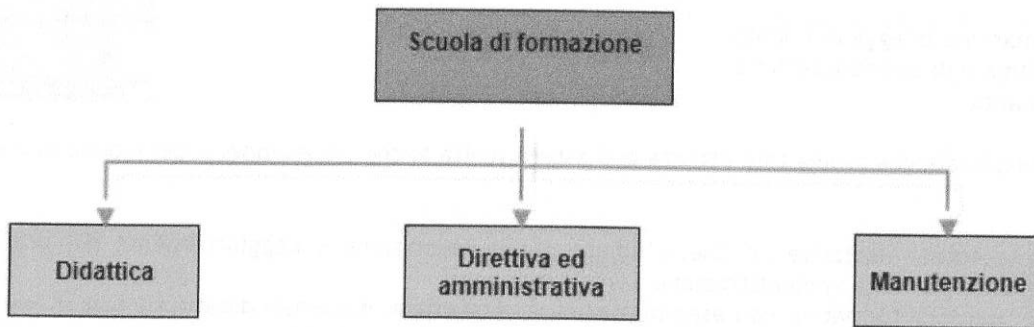 Scuola di formazione
Didattica
Direttiva ed
amministrativa
Manutenzione